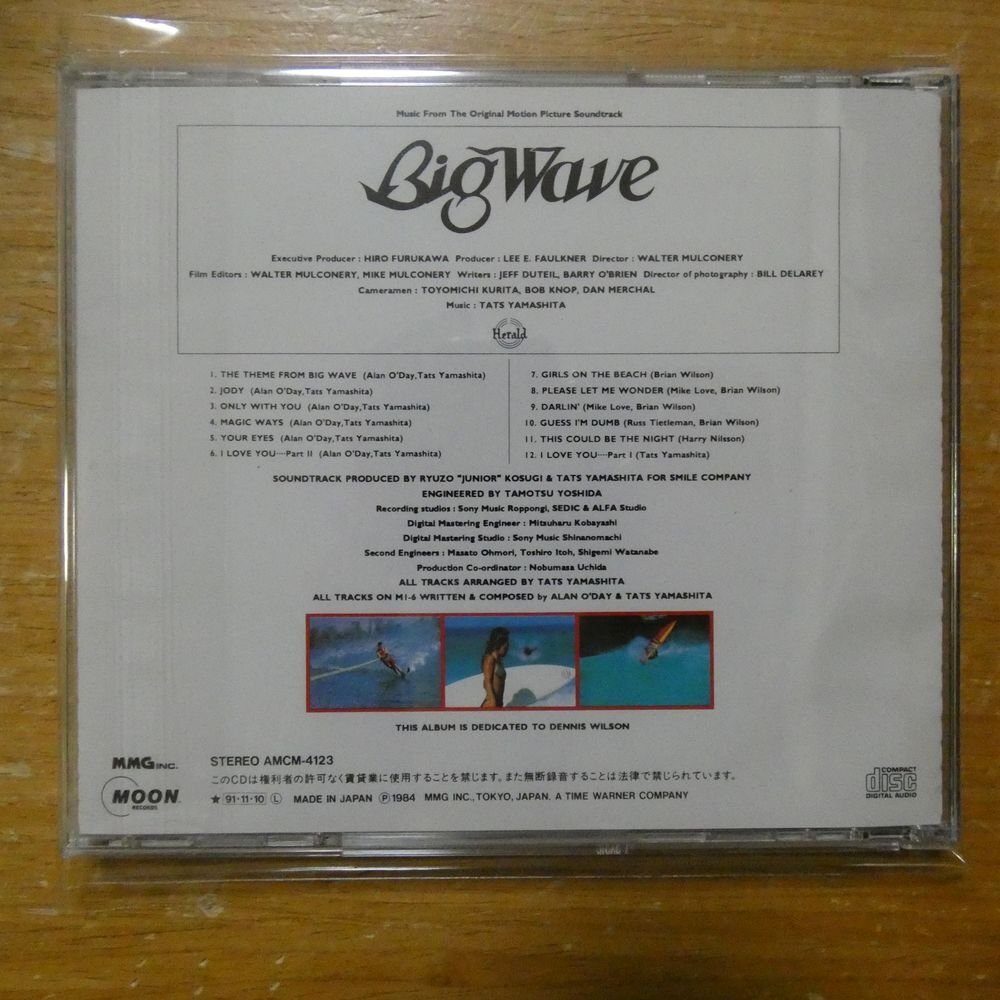 Music From The Original Motion Picture Soundtrack
Big Wave
Executive Producer : HIRO FURUKAWA Producer : LEE E. FAULKNER Director : WALTER MULCONERY
Film Editors : WALTER MULCONERY, MIKE MULCONERY Writers : JEFF DUTEIL, BARRY O'BRIEN Director of photography : BILL DELAREY
Cameramen : TOYOMICHI KURITA, BOB KNOP, DAN MERCHAL
Music : TATS YAMASHITA
Herald
1. THE THEME FROM BIG WAVE (Alan O'Day,Tats Yamashita)
2. JODY (Alan O'Day,Tats Yamashita)
3. ONLY WITH YOU (Alan O'Day,Tats Yamashita)
4. MAGIC WAYS (Alan O'Day,Tats Yamashita)
5. YOUR EYES (Alan O'Day,Tats Yamashita)
6. I LOVE YOU····Part II (Alan O'Day,Tats Yamashita)
7. GIRLS ON THE BEACH (Brian Wilson)
8. PLEASE LET ME WONDER (Mike Love, Brian Wilson)
9. DARLIN' (Mike Love, Brian Wilson)
10. GUESS I'M DUMB (Russ Tietleman, Brian Wilson)
11. THIS COULD BE THE NIGHT (Harry Nilsson)
12. I LOVE YOU····Part I (Tats Yamashita)
SOUNDTRACK PRODUCED BY RYUZO "JUNIOR" KOSUGI & TATS YAMASHITA FOR SMILE COMPANY
ENGINEERED BY TAMOTSU YOSHIDA
Recording studios : Sony Music Roppongi, SEDIC & ALFA Studio
Digital Mastering Engineer : Mitsuharu Kobayashi
Digital Mastering Studio : Sony Music Shinanomachi
Second Engineers : Masato Ohmori, Toshiro Itoh, Shigemi Watanabe
Production Co-ordinator : Nobumasa Uchida
ALL TRACKS ARRANGED BY TATS YAMASHITA
ALL TRACKS ON M1-6 WRITTEN & COMPOSED by ALAN O'DAY & TATS YAMASHITA
THIS ALBUM IS DEDICATED TO DENNIS WILSON
MMG INC.
MOON
RECORDS
STEREO AMCM-4123
このCDは権利者の許可なく賃貸業に使用することを禁じます。また無断録音することは法律で禁じられています。
★ 91·11·10 Ⓛ MADE IN JAPAN Ⓟ 1984 MMG INC., TOKYO, JAPAN. A TIME WARNER COMPANY
COMPACT
disc
DIGITAL AUDIO